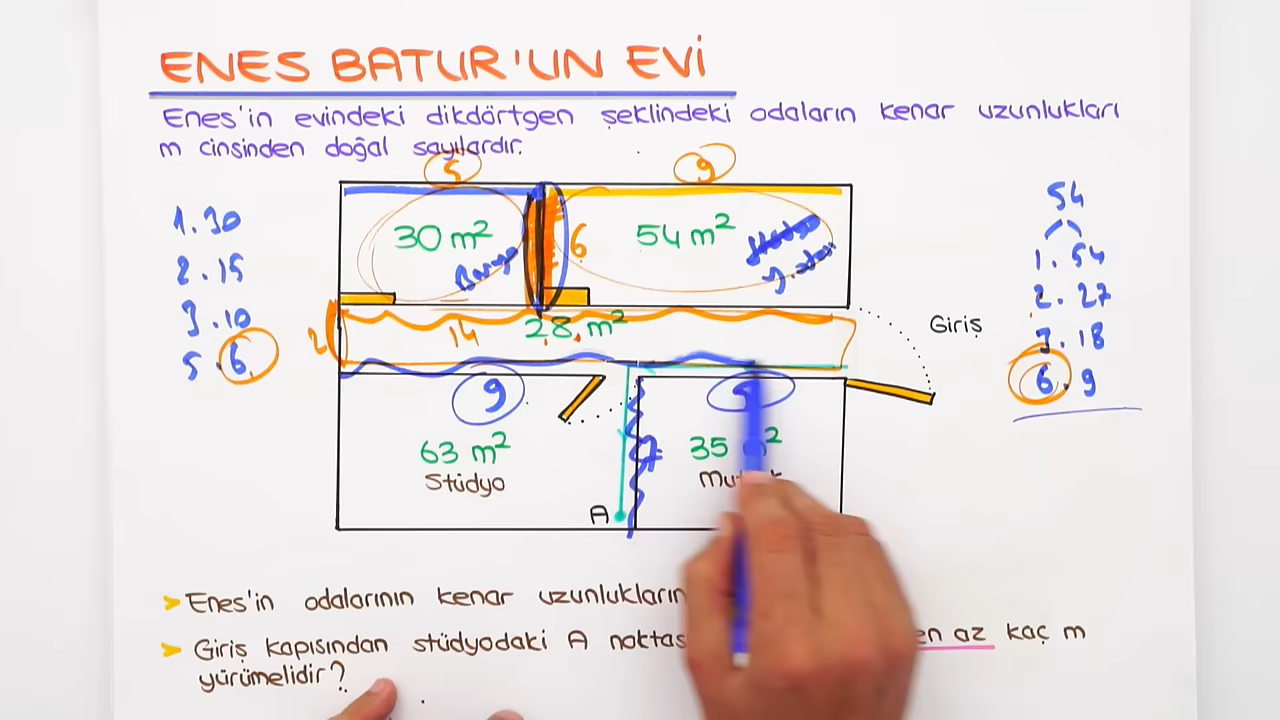 ENES BATUR'UN EVİ
Enes'in evindeki dikdörtgen şeklindeki odaların kenar uzunlukları
m cinsinden doğal sayılardır.
5
9
54
1.30
30 m²
6
54 m²
1.54
2.15
2.27
3.10
2
14
28 m²
Giriş
3.18
5.6
9
6.9
63 m²
7
35 m²
Stüdyo
A
Enes'in odalarının kenar uzunlukların
Giriş kapısından stüdyodaki A noktas
en az kaç m
yürümelidir?